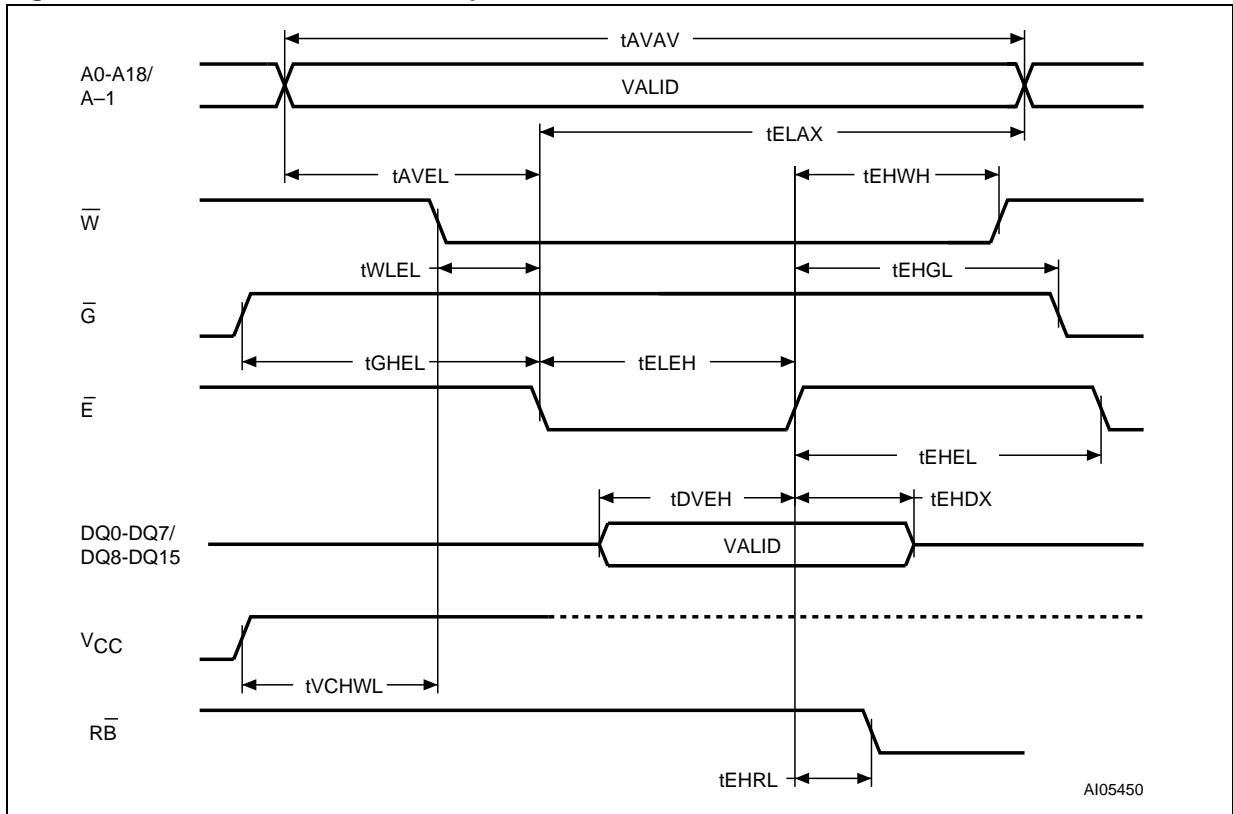 tAVAV
A0-A18/
A–1
VALID
tELAX
tAVEL
tEHWH
W̅
tWLEL
tEHGL
G̅
tGHEL
tELEH
E̅
tEHEL
tDVEH
tEHDX
DQ0-DQ7/
DQ8-DQ15
VALID
VCC
tVCHWL
RB̅
tEHRL
AI05450